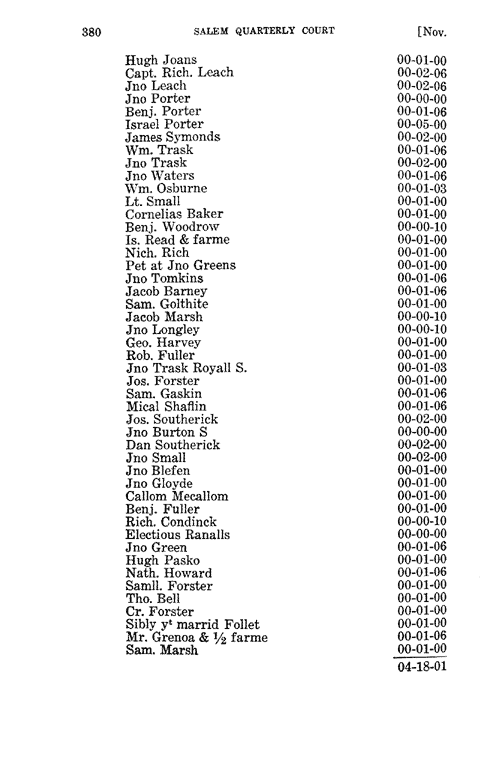 380 SALEM QUARTERLY COURT [Nov.
Hugh Joans 00-01-00
Capt. Rich. Leach 00-02-06
Jno Leach 00-02-06
Jno Porter 00-00-00
Benj. Porter 00-01-06
Israel Porter 00-05-00
James Symonds 00-02-00
Wm. Trask 00-01-06
Jno Trask 00-02-00
Jno Waters 00-01-06
Wm. Osburne 00-01-03
Lt. Small 00-01-00
Cornelias Baker 00-01-00
Benj. Woodrow 00-00-10
Is. Read & farme 00-01-00
Nich. Rich 00-01-00
Pet at Jno Greens 00-01-00
Jno Tomkins 00-01-06
Jacob Barney 00-01-06
Sam. Golthite 00-01-00
Jacob Marsh 00-00-10
Jno Longley 00-00-10
Geo. Harvey 00-01-00
Rob. Fuller 00-01-00
Jno Trask Royall S. 00-01-03
Jos. Forster 00-01-00
Sam. Gaskin 00-01-06
Mical Shaflin 00-01-06
Jos. Southerick 00-02-00
Jno Burton S 00-00-00
Dan Southerick 00-02-00
Jno Small 00-02-00
Jno Blefen 00-01-00
Jno Gloyde 00-01-00
Callom Mecallom 00-01-00
Benj. Fuller 00-01-00
Rich. Condinck 00-00-10
Electious Ranalls 00-00-00
Jno Green 00-01-06
Hugh Pasko 00-01-00
Nath. Howard 00-01-06
Samll. Forster 00-01-00
Tho. Bell 00-01-00
Cr. Forster 00-01-00
Sibly yᵗ marrid Follet 00-01-00
Mr. Grenoa & ½ farme 00-01-06
Sam. Marsh 00-01-00
04-18-01